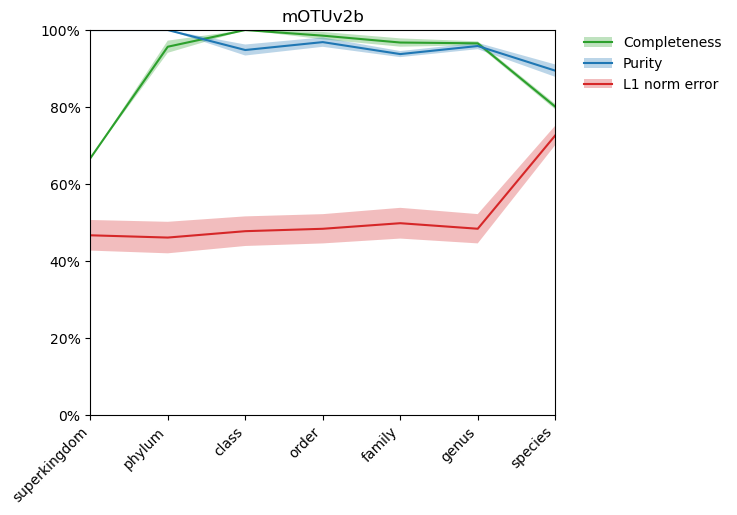 mOTUv2b
100%
80%
60%
40%
20%
0%
superkingdom
phylum
class
order
family
genus
species
Completeness
Purity
L1 norm error